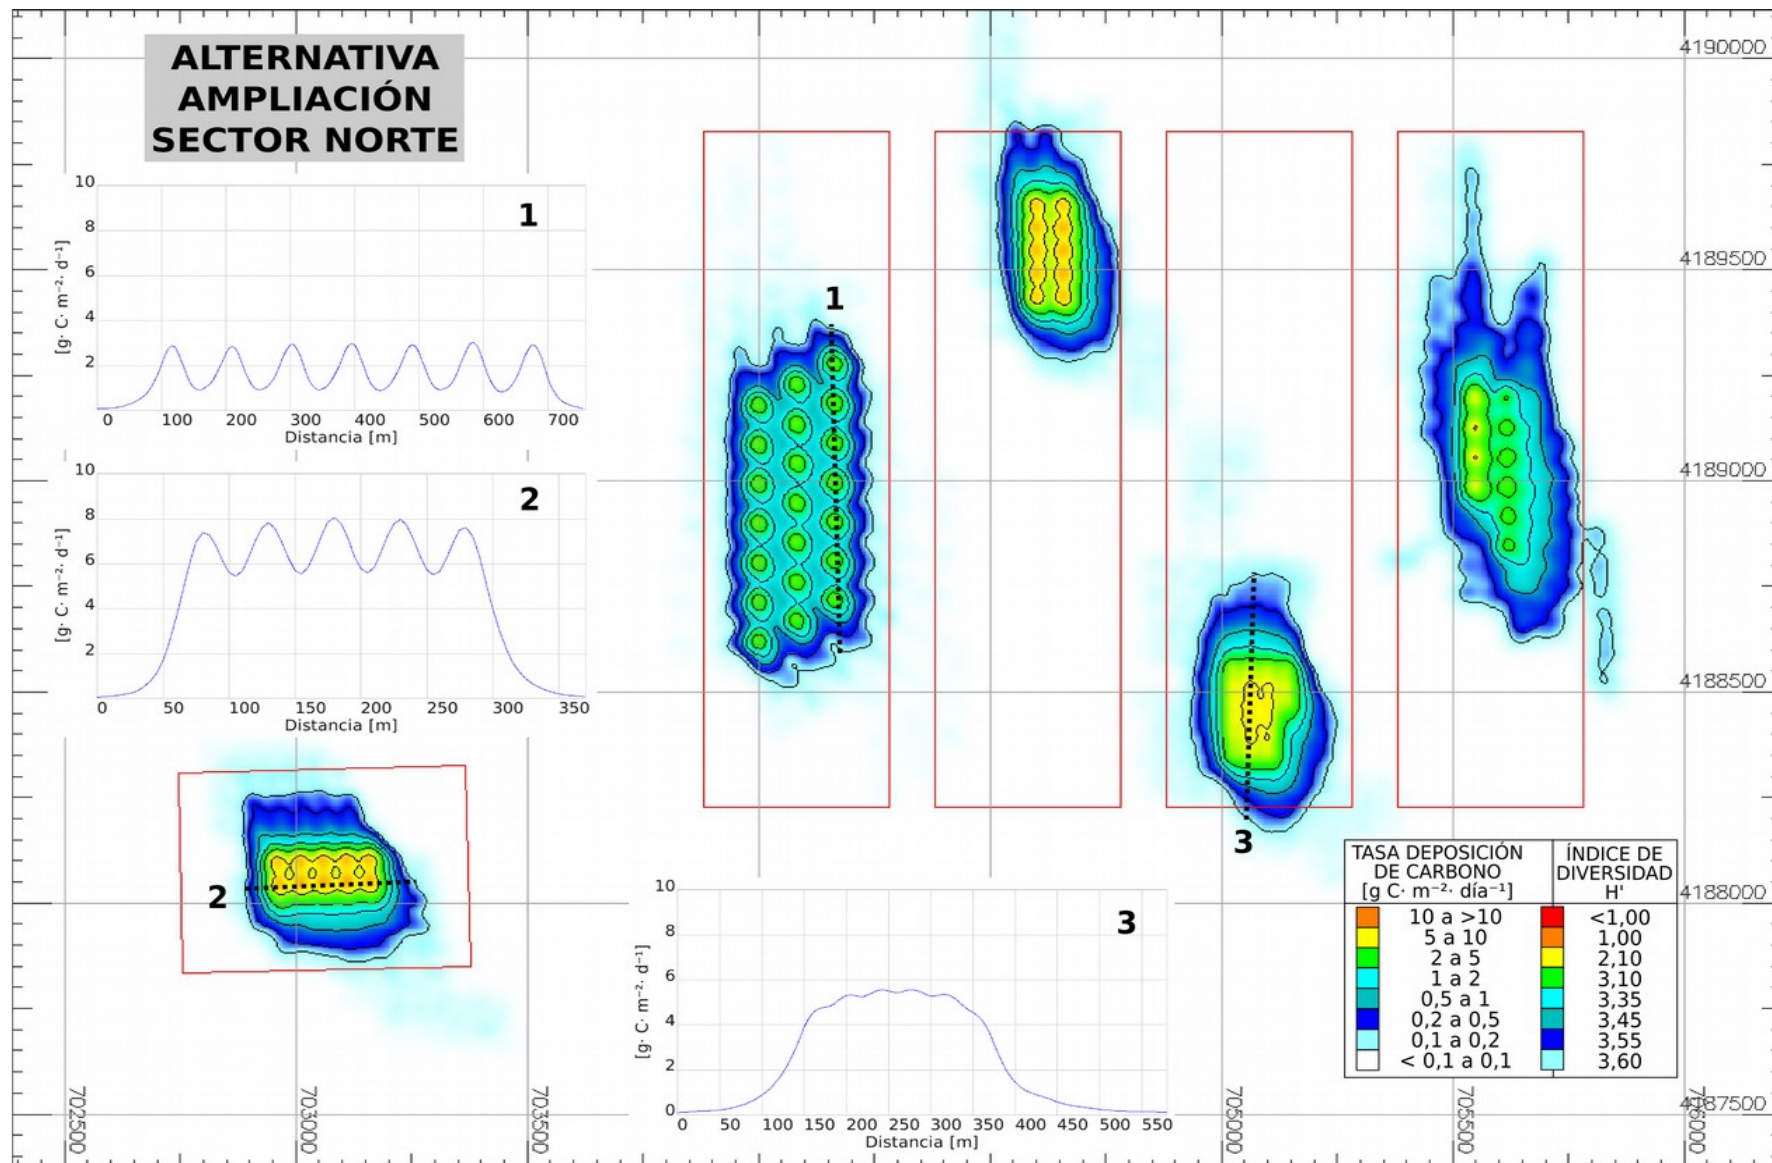 ALTERNATIVA
AMPLIACIÓN
SECTOR NORTE
1
[g· C· m⁻²· d⁻¹]
10
8
6
4
2
0 100 200 300 400 500 600 700
Distancia [m]
2
[g· C· m⁻²· d⁻¹]
10
8
6
4
2
0 50 100 150 200 250 300 350
Distancia [m]
3
[g· C· m⁻²· d⁻¹]
10
8
6
4
2
0
0 50 100 150 200 250 300 350 400 450 500 550
Distancia [m]
1
2
3
4190000
4189500
4189000
4188500
4188000
4187500
702500
703000
703500
705000
705500
706000
TASA DEPOSICIÓN
DE CARBONO
[g C· m⁻²· día⁻¹]
ÍNDICE DE
DIVERSIDAD
H'
10 a >10 <1,00
5 a 10 1,00
2 a 5 2,10
1 a 2 3,10
0,5 a 1 3,35
0,2 a 0,5 3,45
0,1 a 0,2 3,55
< 0,1 a 0,1 3,60